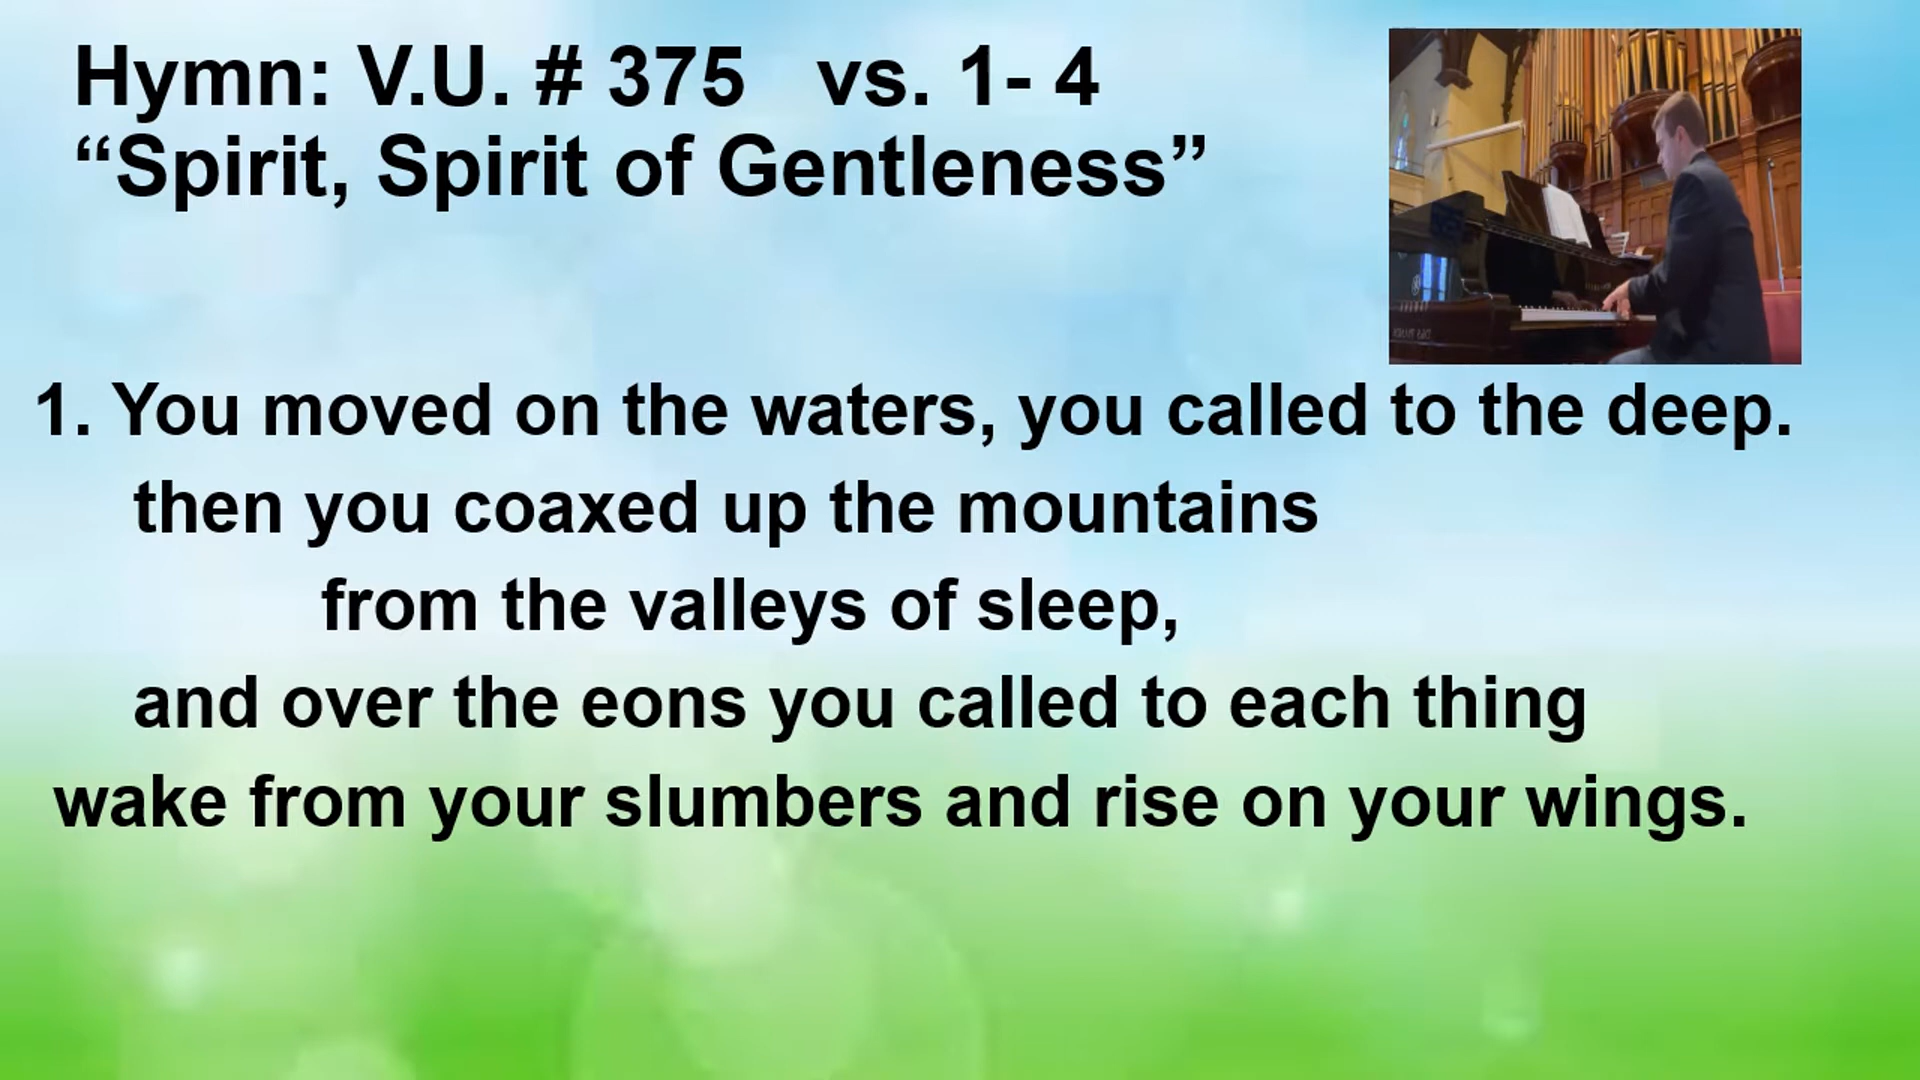 Hymn: V.U. # 375 vs. 1- 4
“Spirit, Spirit of Gentleness”
1. You moved on the waters, you called to the deep.
then you coaxed up the mountains
from the valleys of sleep,
and over the eons you called to each thing
wake from your slumbers and rise on your wings.